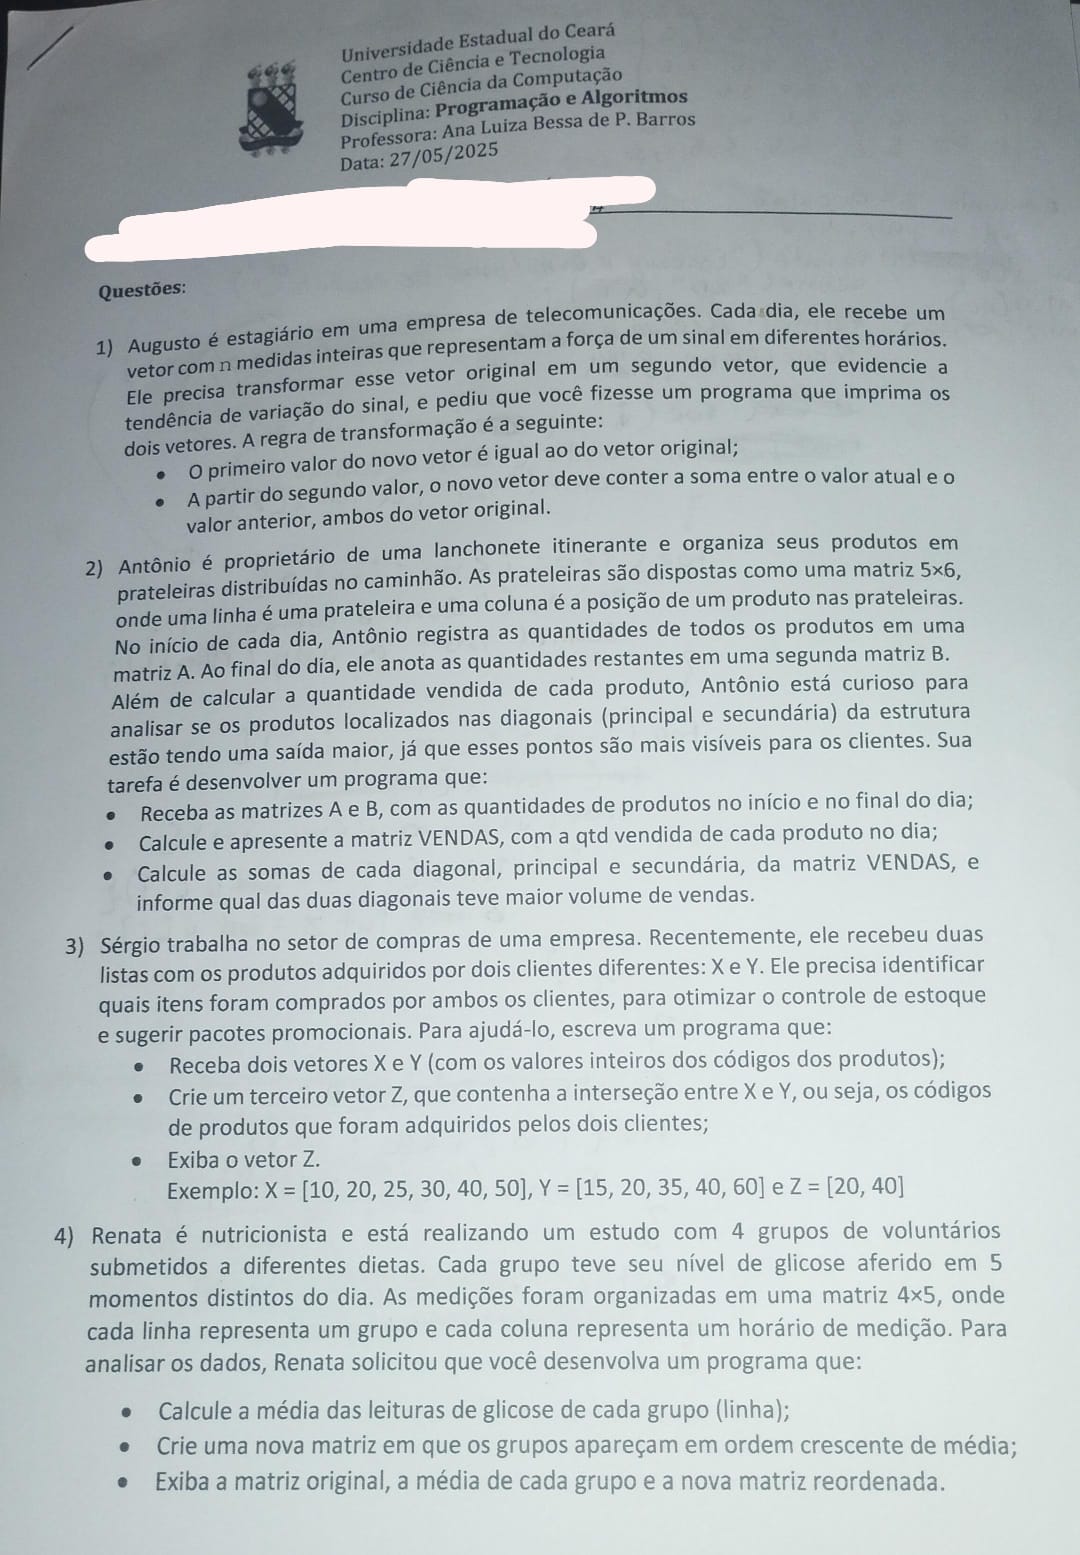 Universidade Estadual do Ceará
Centro de Ciência e Tecnologia
Curso de Ciência da Computação
Disciplina: Programação e Algoritmos
Professora: Ana Luiza Bessa de P. Barros
Data: 27/05/2025
Questões:
1) Augusto é estagiário em uma empresa de telecomunicações. Cada dia, ele recebe um
vetor com n medidas inteiras que representam a força de um sinal em diferentes horários.
Ele precisa transformar esse vetor original em um segundo vetor, que evidencie a
tendência de variação do sinal, e pediu que você fizesse um programa que imprima os
dois vetores. A regra de transformação é a seguinte:
• O primeiro valor do novo vetor é igual ao do vetor original;
• A partir do segundo valor, o novo vetor deve conter a soma entre o valor atual e o
valor anterior, ambos do vetor original.
2) Antônio é proprietário de uma lanchonete itinerante e organiza seus produtos em
prateleiras distribuídas no caminhão. As prateleiras são dispostas como uma matriz 5×6,
onde uma linha é uma prateleira e uma coluna é a posição de um produto nas prateleiras.
No início de cada dia, Antônio registra as quantidades de todos os produtos em uma
matriz A. Ao final do dia, ele anota as quantidades restantes em uma segunda matriz B.
Além de calcular a quantidade vendida de cada produto, Antônio está curioso para
analisar se os produtos localizados nas diagonais (principal e secundária) da estrutura
estão tendo uma saída maior, já que esses pontos são mais visíveis para os clientes. Sua
tarefa é desenvolver um programa que:
• Receba as matrizes A e B, com as quantidades de produtos no início e no final do dia;
• Calcule e apresente a matriz VENDAS, com a qtd vendida de cada produto no dia;
• Calcule as somas de cada diagonal, principal e secundária, da matriz VENDAS, e
informe qual das duas diagonais teve maior volume de vendas.
3) Sérgio trabalha no setor de compras de uma empresa. Recentemente, ele recebeu duas
listas com os produtos adquiridos por dois clientes diferentes: X e Y. Ele precisa identificar
quais itens foram comprados por ambos os clientes, para otimizar o controle de estoque
e sugerir pacotes promocionais. Para ajudá-lo, escreva um programa que:
• Receba dois vetores X e Y (com os valores inteiros dos códigos dos produtos);
• Crie um terceiro vetor Z, que contenha a interseção entre X e Y, ou seja, os códigos
de produtos que foram adquiridos pelos dois clientes;
• Exiba o vetor Z.
Exemplo: X = [10, 20, 25, 30, 40, 50], Y = [15, 20, 35, 40, 60] e Z = [20, 40]
4) Renata é nutricionista e está realizando um estudo com 4 grupos de voluntários
submetidos a diferentes dietas. Cada grupo teve seu nível de glicose aferido em 5
momentos distintos do dia. As medições foram organizadas em uma matriz 4×5, onde
cada linha representa um grupo e cada coluna representa um horário de medição. Para
analisar os dados, Renata solicitou que você desenvolva um programa que:
• Calcule a média das leituras de glicose de cada grupo (linha);
• Crie uma nova matriz em que os grupos apareçam em ordem crescente de média;
• Exiba a matriz original, a média de cada grupo e a nova matriz reordenada.